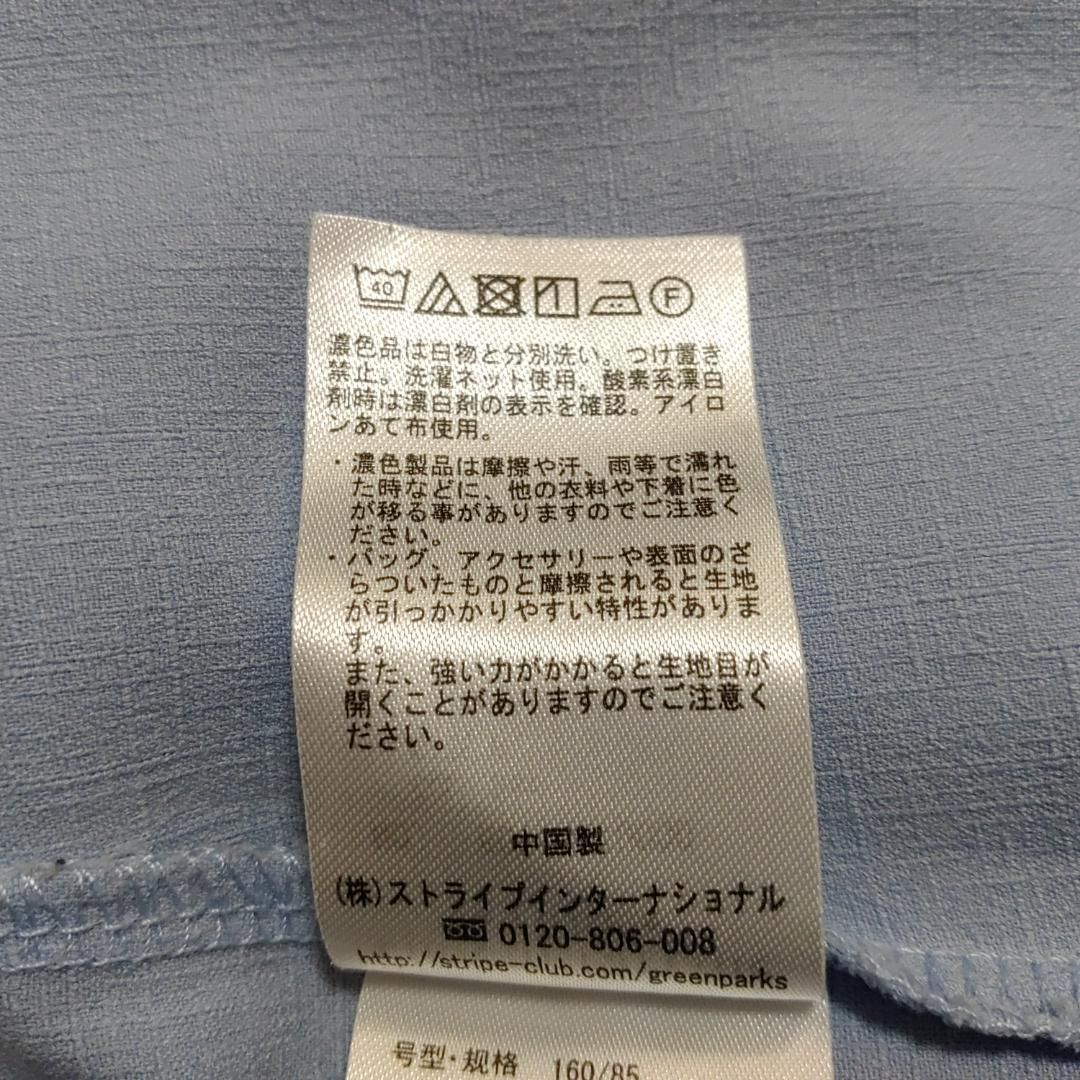 40
F
濃色品は白物と分別洗い。つけ置き
禁止。洗濯ネット使用。酸素系漂白
剤時は漂白剤の表示を確認。アイロ
ンあて布使用。
・濃色製品は摩擦や汗、雨等で濡れ
た時などに、他の衣料や下着に色
が移る事がありますのでご注意く
ださい。
・バッグ、アクセサリーや表面のざ
らついたものと摩擦されると生地
が引っかかりやすい特性がありま
す。
また、強い力がかかると生地目が
開くことがありますのでご注意く
ださい。
中国製
(株)ストライプインターナショナル
0120-806-008
http://stripe-club.com/greenparks
号型·规格 160/85